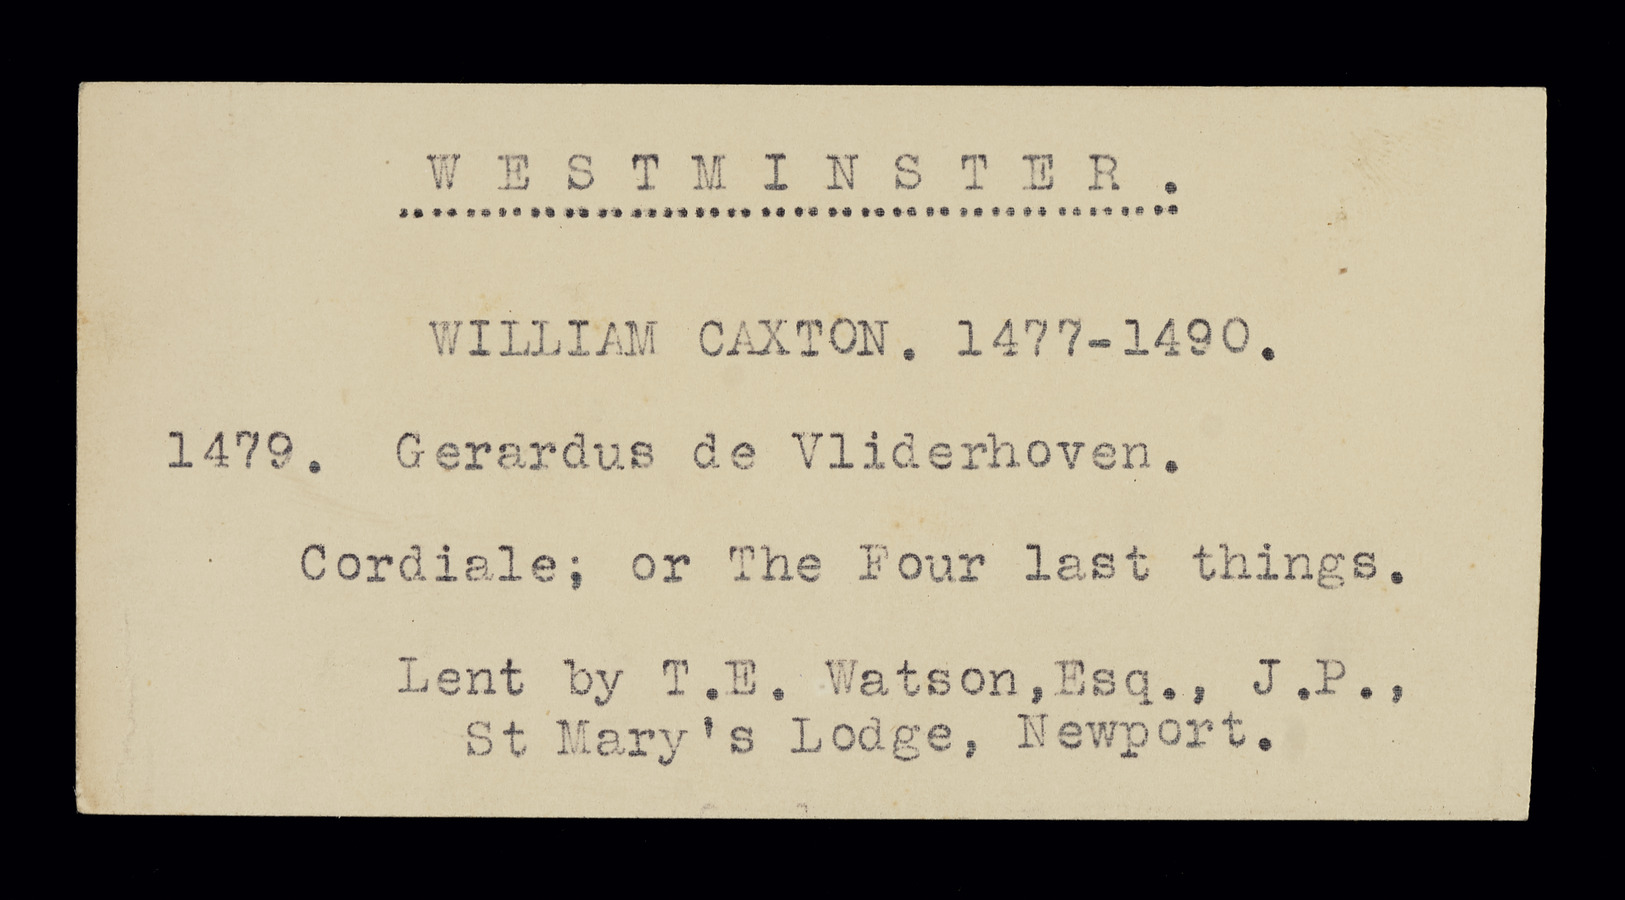 WESTMINSTER.
WILLIAM CAXTON. 1477-1490.
1479. Gerardus de Vliderhoven.
Cordiale; or The Four last things.
Lent by T.E. Watson,Esq., J.P.,
St Mary's Lodge, Newport.